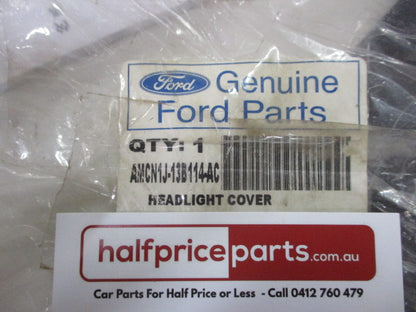 Ford Genuine
Ford Parts
QTY: 1
AMCN1J-13B114-AC
HEADLIGHT COVER
halfpriceparts.com.au
Car Parts For Half Price or Less - Call 0412 760 479